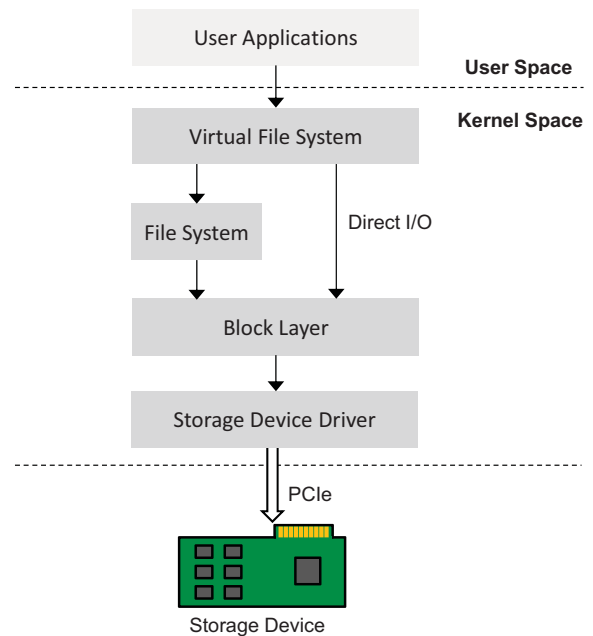 User Applications
User Space
Kernel Space
Virtual File System
File System
Direct I/O
Block Layer
Storage Device Driver
PCIe
Storage Device